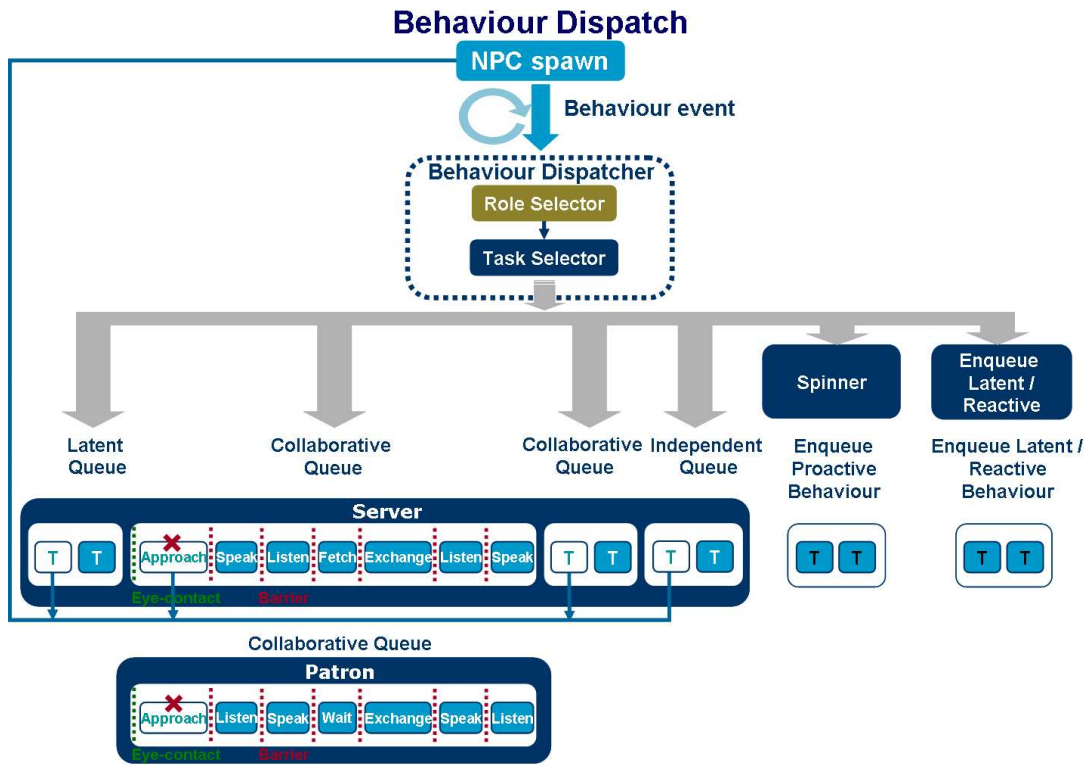 Behaviour Dispatch
NPC spawn
Behaviour event
Behaviour Dispatcher
Role Selector
Task Selector
Spinner
Enqueue
Latent /
Reactive
Latent
Queue
Collaborative
Queue
Collaborative
Queue
Independent
Queue
Enqueue
Proactive
Behaviour
Enqueue Latent /
Reactive
Behaviour
Server
T T Approach Speak Listen Fetch Exchange Listen Speak T T T T T T T T
Eye-contact Barrier
Collaborative Queue
Patron
Approach Listen Speak Wait Exchange Speak Listen
Eye-contact Barrier